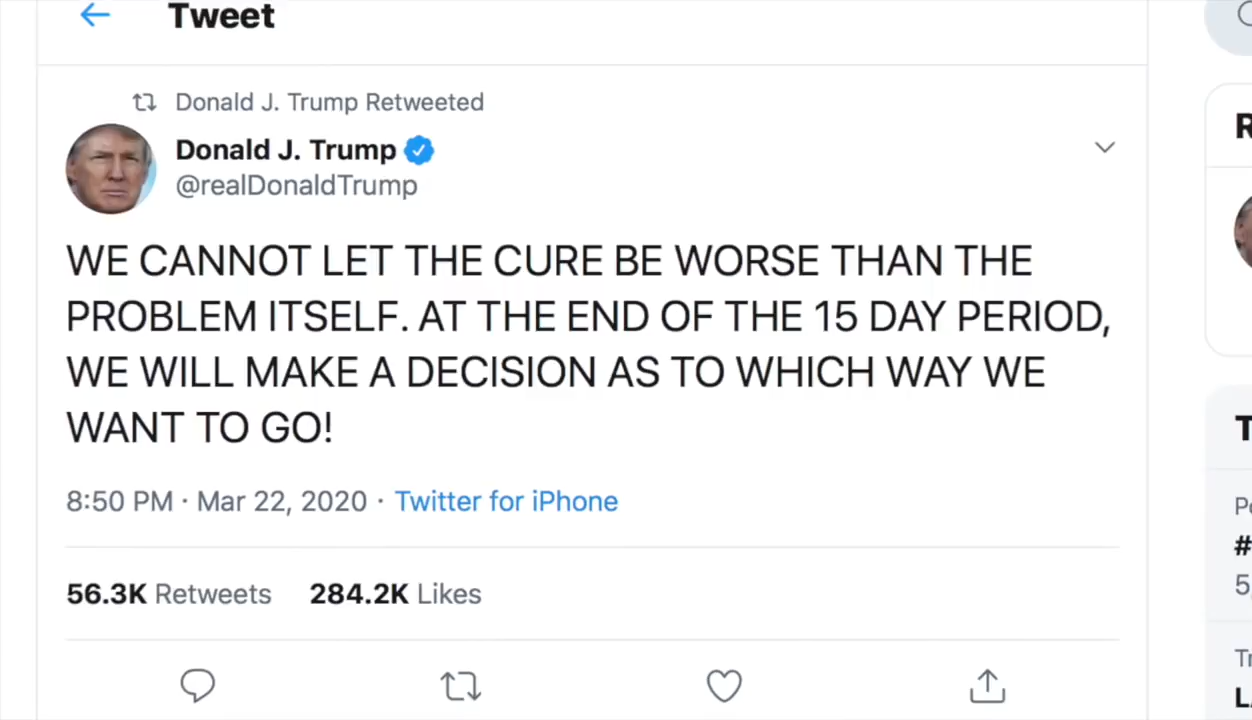 Tweet
Donald J. Trump Retweeted
Donald J. Trump
@realDonaldTrump
WE CANNOT LET THE CURE BE WORSE THAN THE
PROBLEM ITSELF. AT THE END OF THE 15 DAY PERIOD,
WE WILL MAKE A DECISION AS TO WHICH WAY WE
WANT TO GO!
8:50 PM · Mar 22, 2020 · Twitter for iPhone
56.3K Retweets 284.2K Likes